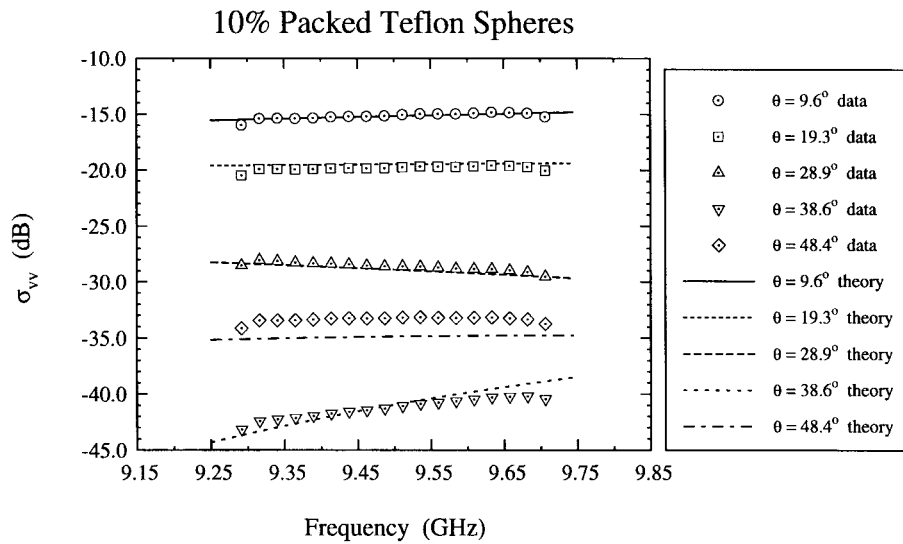 10% Packed Teflon Spheres
-10.0
-15.0
-20.0
-25.0
-30.0
-35.0
-40.0
-45.0
σvv (dB)
9.15
9.25
9.35
9.45
9.55
9.65
9.75
9.85
Frequency (GHz)
θ = 9.6° data
θ = 19.3° data
θ = 28.9° data
θ = 38.6° data
θ = 48.4° data
θ = 9.6° theory
θ = 19.3° theory
θ = 28.9° theory
θ = 38.6° theory
θ = 48.4° theory